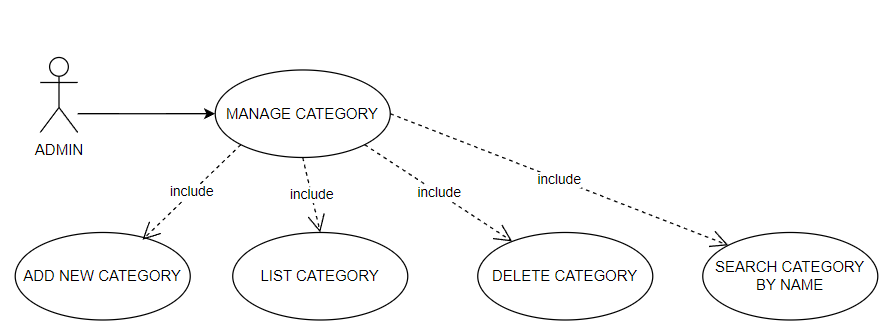 MANAGE CATEGORY
ADMIN
include
include
include
include
ADD NEW CATEGORY
LIST CATEGORY
DELETE CATEGORY
SEARCH CATEGORY
BY NAME